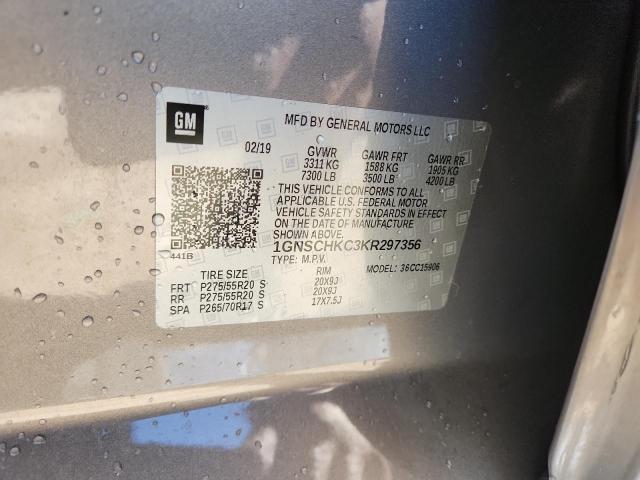 GM
MFD BY GENERAL MOTORS LLC
02/19 GVWR GAWR FRT GAWR RR
3311 KG 1588 KG 1905 KG
7300 LB 3500 LB 4200 LB
THIS VEHICLE CONFORMS TO ALL
APPLICABLE U.S. FEDERAL MOTOR
VEHICLE SAFETY STANDARDS IN EFFECT
ON THE DATE OF MANUFACTURE
SHOWN ABOVE
441B 1GNSCHKC3KR297356
TYPE: M.P.V. MODEL: 36CC15906
TIRE SIZE RIM
FRT P275/55R20 S 20X9J
RR P275/55R20 S 20X9J
SPA P265/70R17 S 17X7.5J